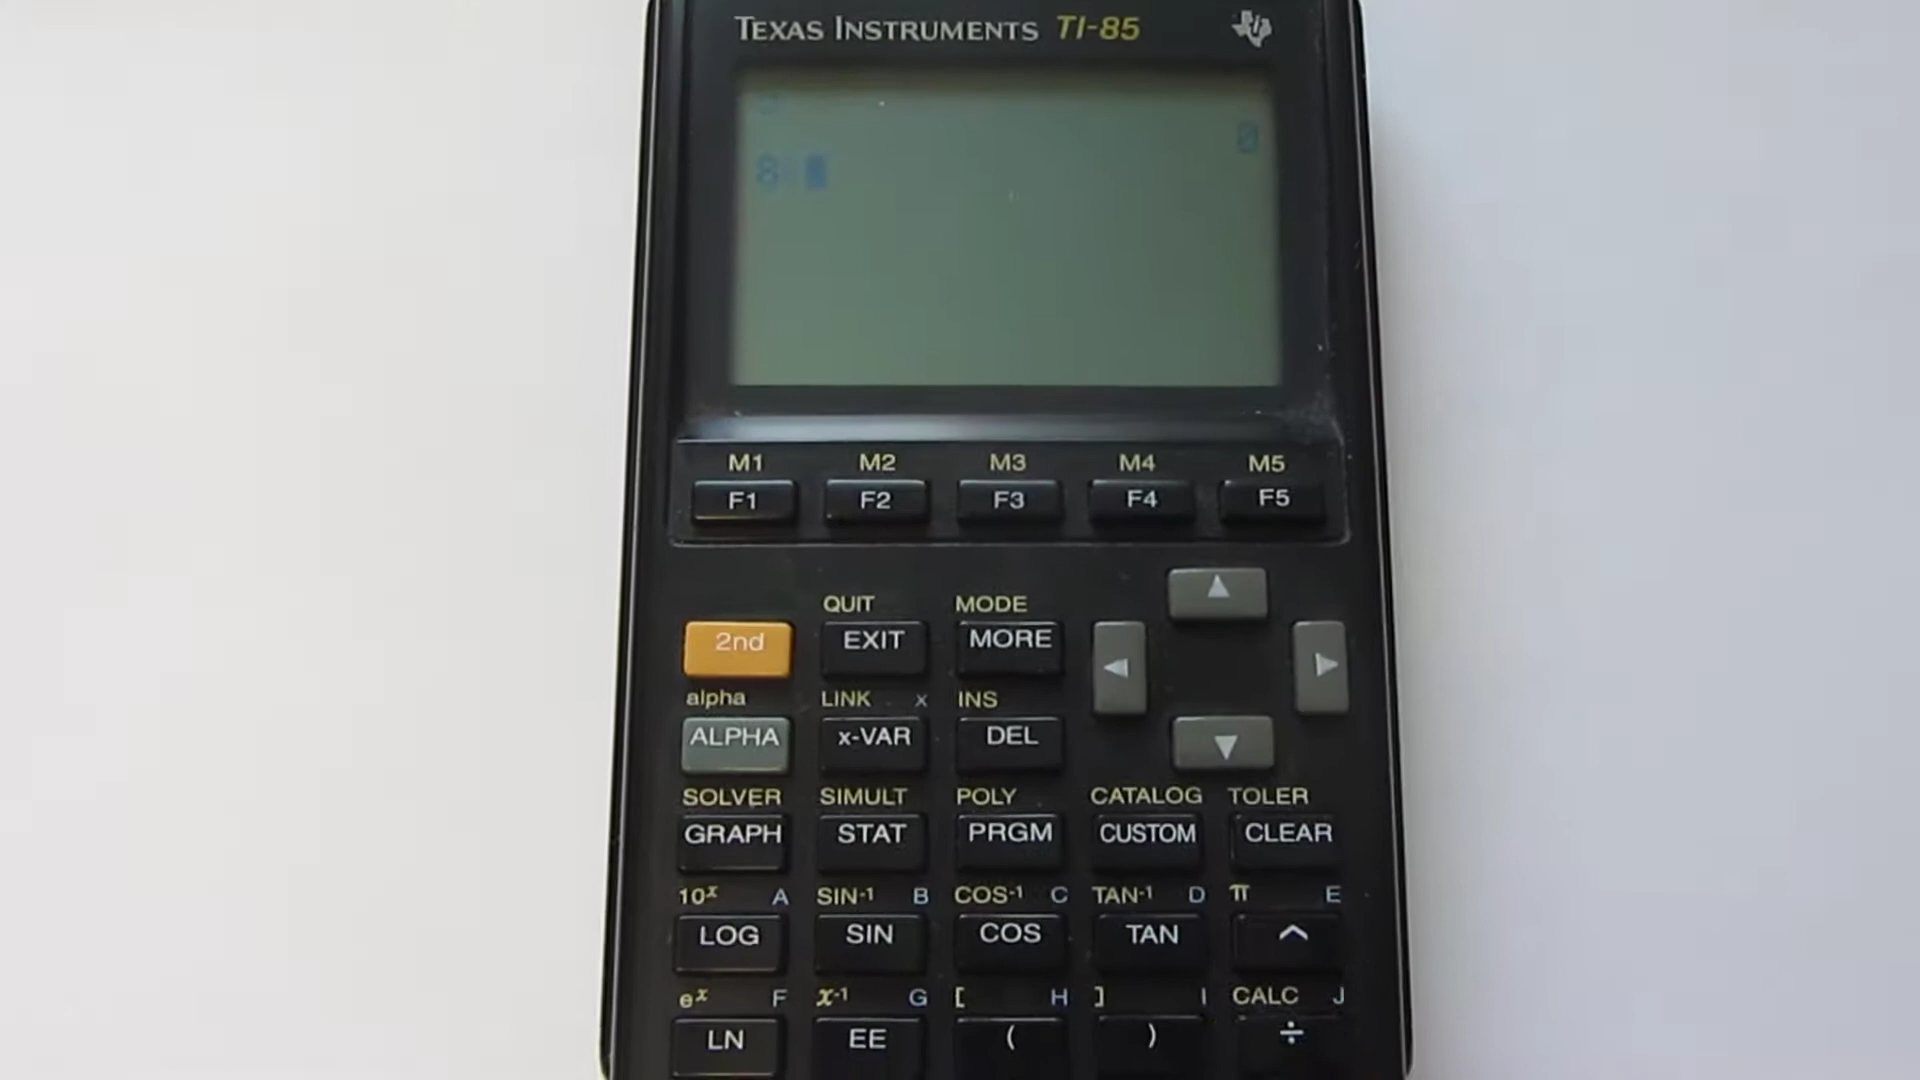 TEXAS INSTRUMENTS TI-85
0
8
M1 M2 M3 M4 M5
F1 F2 F3 F4 F5
QUIT MODE
2nd EXIT MORE
alpha LINK x INS
ALPHA x-VAR DEL
SOLVER SIMULT POLY CATALOG TOLER
GRAPH STAT PRGM CUSTOM CLEAR
10ˣ A SIN⁻¹ B COS⁻¹ C TAN⁻¹ D π E
LOG SIN COS TAN ^
eˣ F x⁻¹ G [ H ] I CALC J
LN EE ( ) ÷